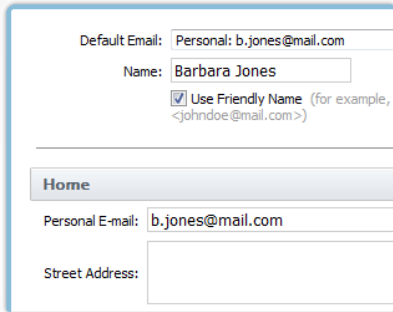 Default Email: Personal: b.jones@mail.com
Name: Barbara Jones
Use Friendly Name (for example,
<johndoe@mail.com>)
Home
Personal E-mail: b.jones@mail.com
Street Address: